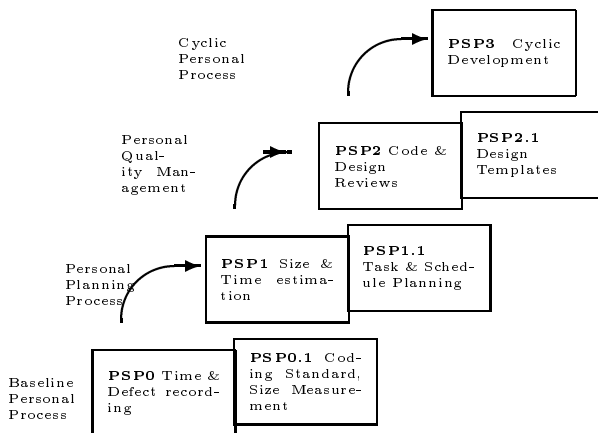 Cyclic
Personal
Process
PSP3 Cyclic
Development
Personal
Qual-
ity Man-
agement
PSP2 Code &
Design
Reviews
PSP2.1
Design
Templates
Personal
Planning
Process
PSP1 Size &
Time estima-
tion
PSP1.1
Task & Sched-
ule Planning
Baseline
Personal
Process
PSP0 Time &
Defect record-
ing
PSP0.1 Cod-
ing Standard,
Size Measure-
ment